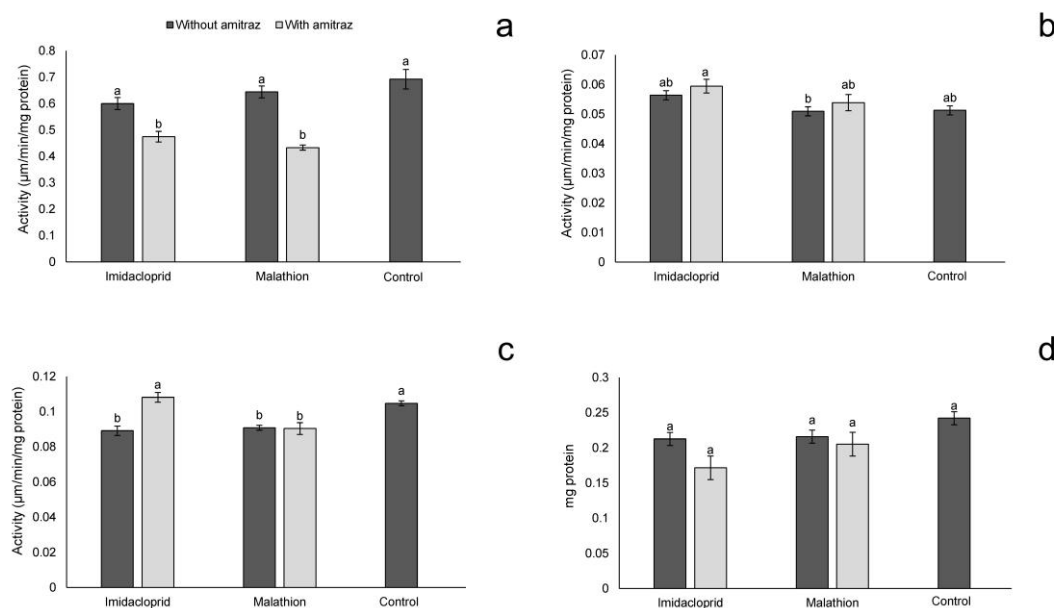 Without amitraz With amitraz
a
Activity (µm/min/mg protein)
0.8
0.7
0.6
0.5
0.4
0.3
0.2
0.1
0
a
b
a
b
a
Imidacloprid Malathion Control
b
Activity (µm/min/mg protein)
0.07
0.06
0.05
0.04
0.03
0.02
0.01
0
ab
a
b
ab
ab
Imidacloprid Malathion Control
c
Activity (µm/min/mg protein)
0.12
0.1
0.08
0.06
0.04
0.02
0
b
a
b
b
a
Imidacloprid Malathion Control
d
mg protein
0.3
0.25
0.2
0.15
0.1
0.05
0
a
a
a
a
a
Imidacloprid Malathion Control